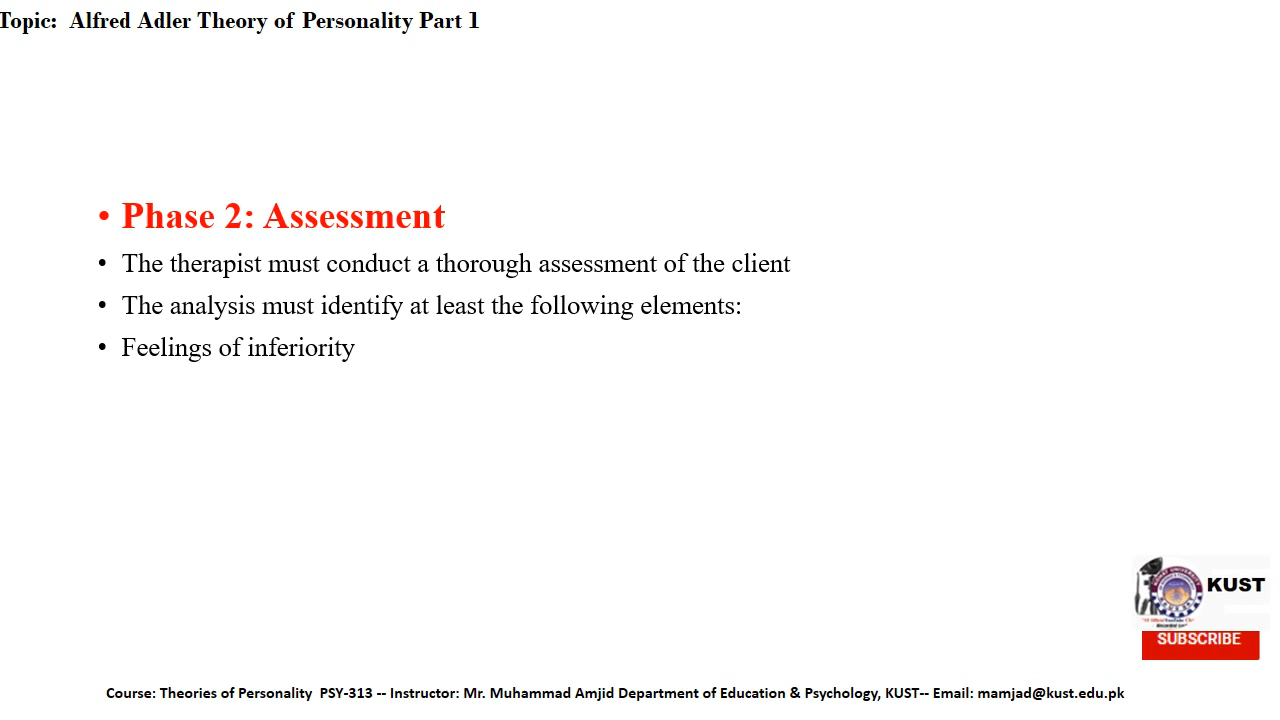 Topic: Alfred Adler Theory of Personality Part 1
• Phase 2: Assessment
• The therapist must conduct a thorough assessment of the client
• The analysis must identify at least the following elements:
• Feelings of inferiority
KUST
SUBSCRIBE
Course: Theories of Personality PSY-313 -- Instructor: Mr. Muhammad Amjid Department of Education & Psychology, KUST-- Email: mamjad@kust.edu.pk